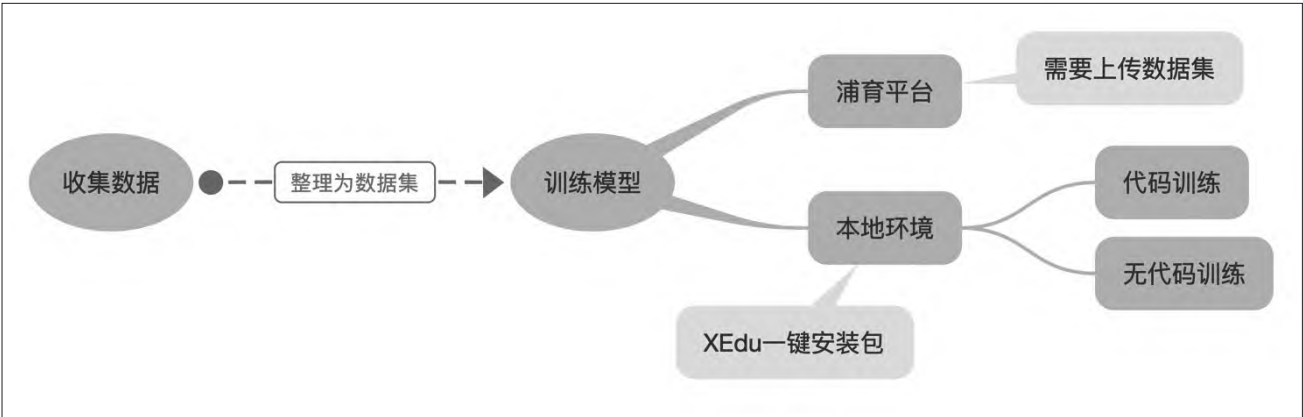 收集数据
整理为数据集
训练模型
浦育平台
需要上传数据集
本地环境
XEdu一键安装包
代码训练
无代码训练